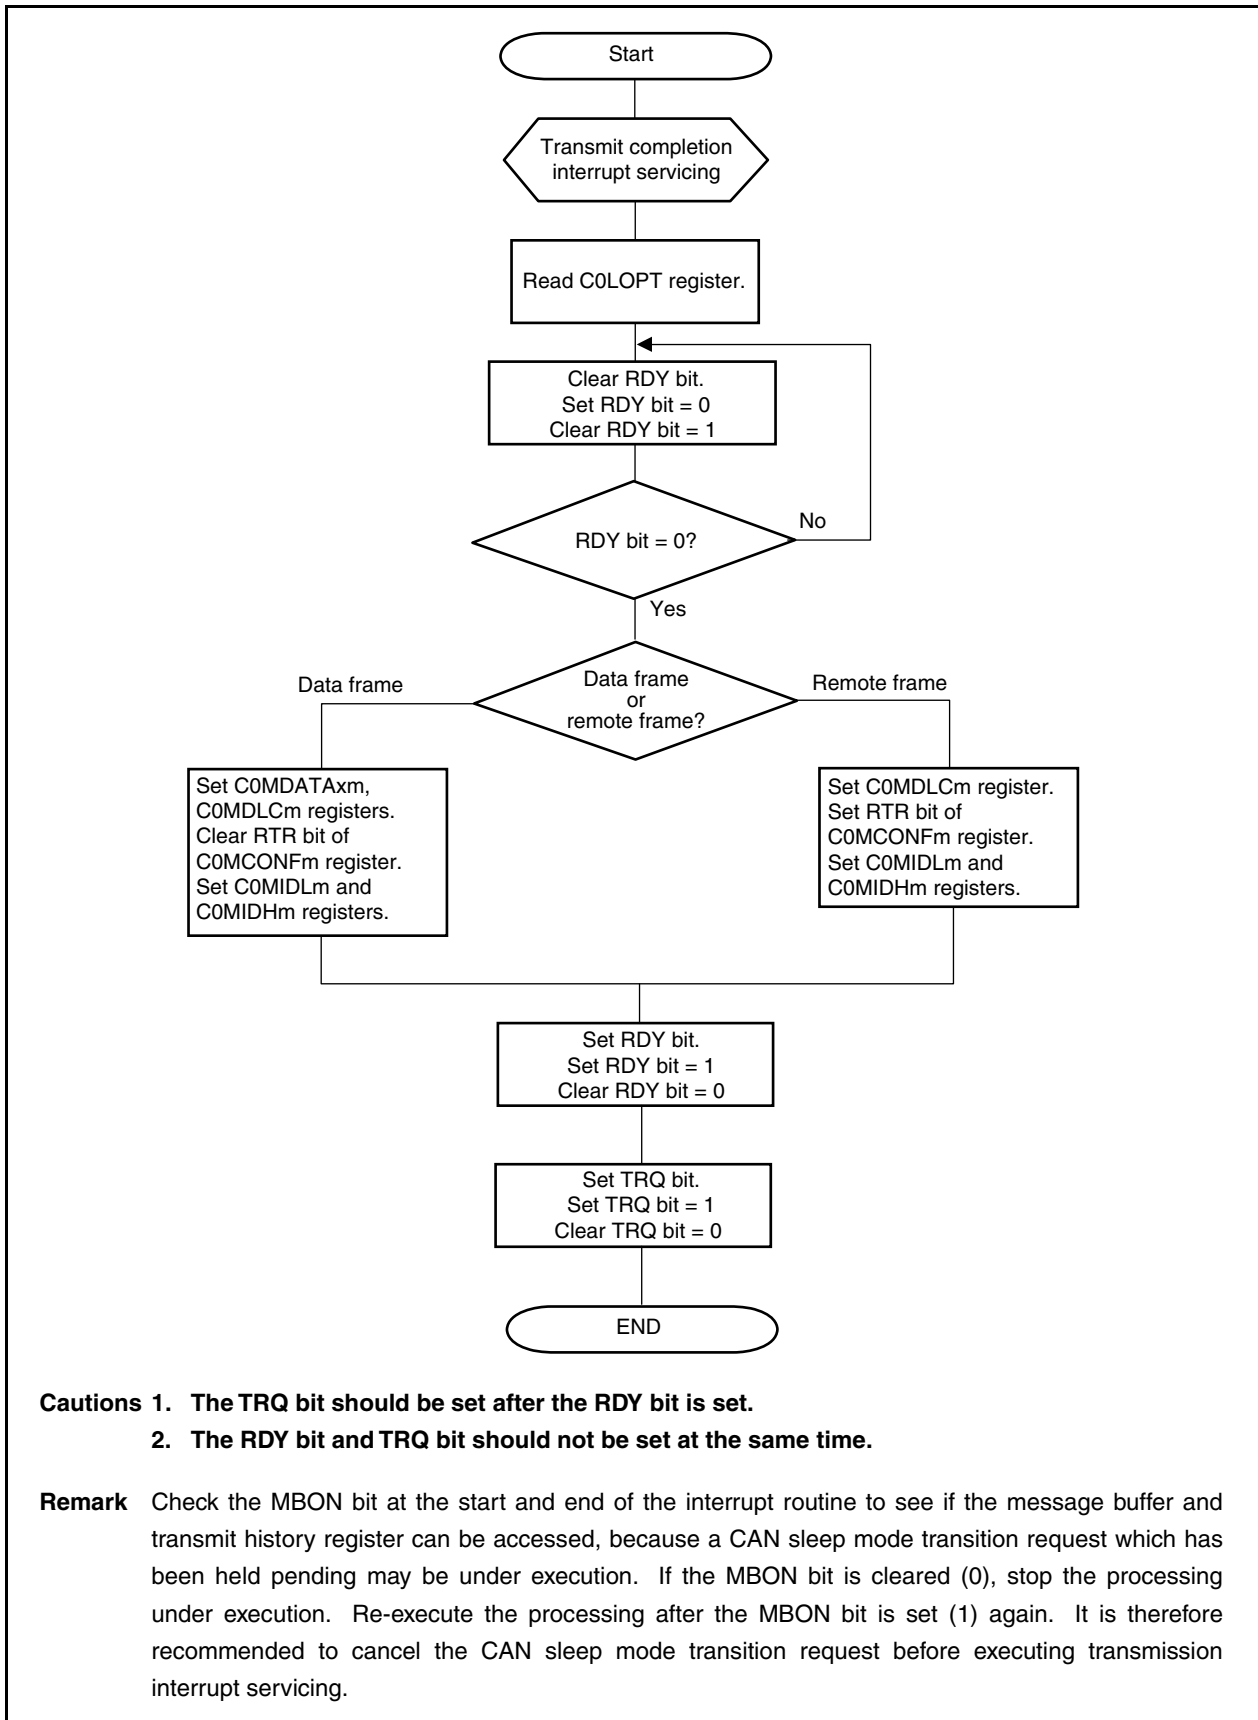 Start
Transmit completion
interrupt servicing
Read C0LOPT register.
Clear RDY bit.
Set RDY bit = 0
Clear RDY bit = 1
No
RDY bit = 0?
Yes
Data frame
Data frame
or
remote frame?
Remote frame
Set C0MDATAxm,
C0MDLCm registers.
Clear RTR bit of
C0MCONFm register.
Set C0MIDLm and
C0MIDHm registers.
Set C0MDLCm register.
Set RTR bit of
C0MCONFm register.
Set C0MIDLm and
C0MIDHm registers.
Set RDY bit.
Set RDY bit = 1
Clear RDY bit = 0
Set TRQ bit.
Set TRQ bit = 1
Clear TRQ bit = 0
END
Cautions 1. The TRQ bit should be set after the RDY bit is set.
2. The RDY bit and TRQ bit should not be set at the same time.
Remark Check the MBON bit at the start and end of the interrupt routine to see if the message buffer and
transmit history register can be accessed, because a CAN sleep mode transition request which has
been held pending may be under execution. If the MBON bit is cleared (0), stop the processing
under execution. Re-execute the processing after the MBON bit is set (1) again. It is therefore
recommended to cancel the CAN sleep mode transition request before executing transmission
interrupt servicing.